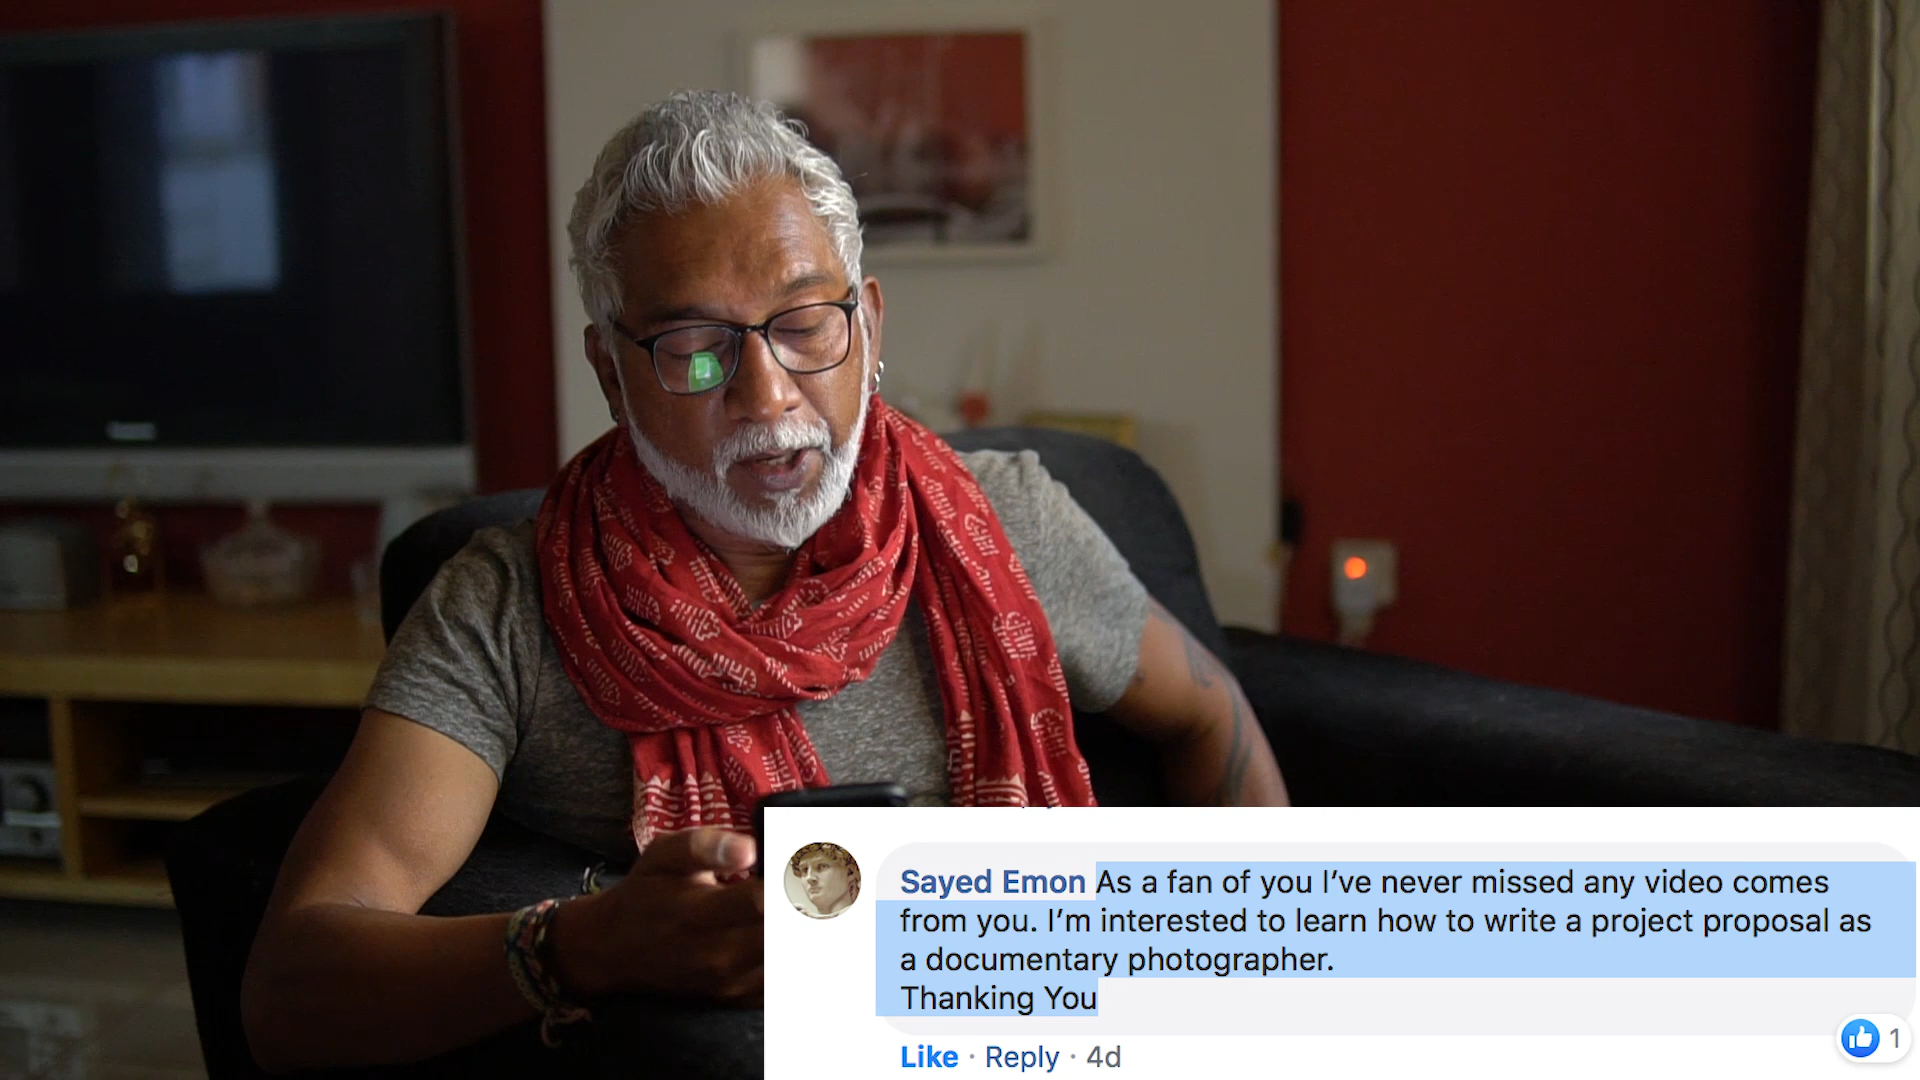 Sayed Emon As a fan of you I’ve never missed any video comes
from you. I’m interested to learn how to write a project proposal as
a documentary photographer.
Thanking You
Like · Reply · 4d
1